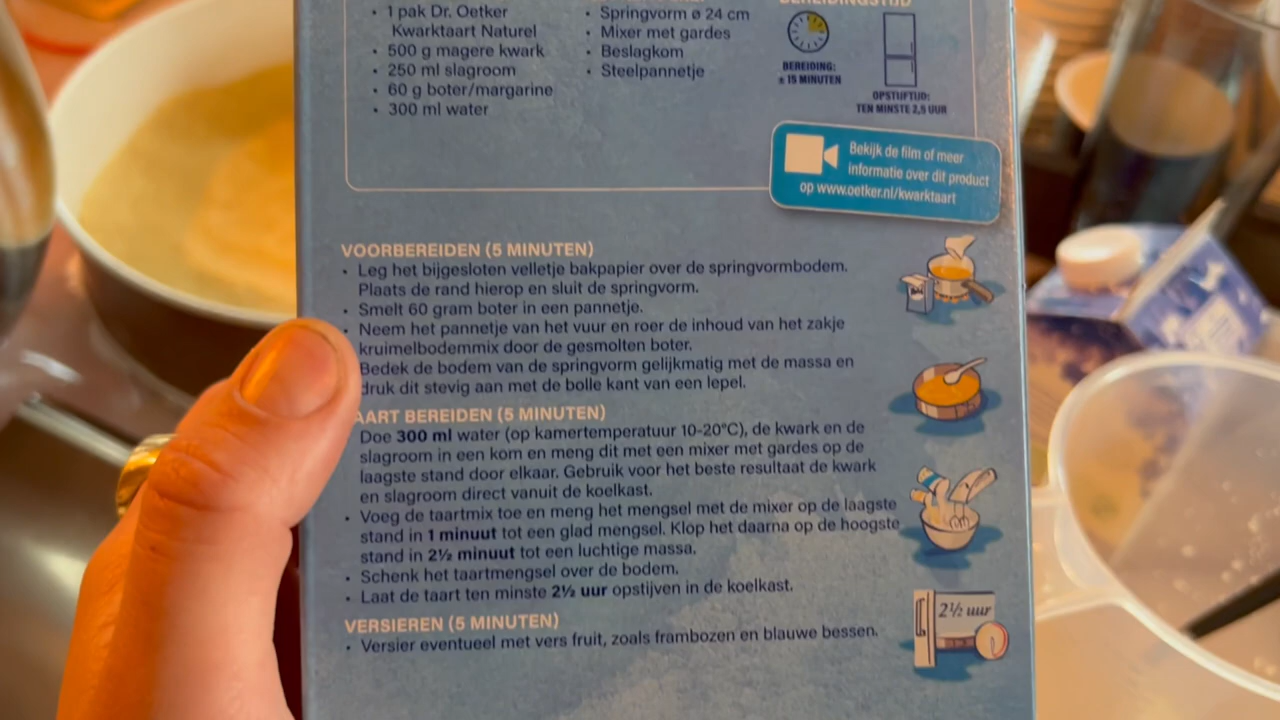 • 1 pak Dr. Oetker
Kwarktaart Naturel
• 500 g magere kwark
• 250 ml slagroom
• 60 g boter/margarine
• 300 ml water
• Springvorm ø 24 cm
• Mixer met gardes
• Beslagkom
• Steelpannetje
BEREIDINGSTIJD
BEREIDING:
± 15 MINUTEN
OPSTIJFTIJD:
TEN MINSTE 2,5 UUR
Bekijk de film of meer
informatie over dit product
op www.oetker.nl/kwarktaart
VOORBEREIDEN (5 MINUTEN)
• Leg het bijgesloten velletje bakpapier over de springvormbodem.
Plaats de rand hierop en sluit de springvorm.
• Smelt 60 gram boter in een pannetje.
• Neem het pannetje van het vuur en roer de inhoud van het zakje
kruimelbodemmix door de gesmolten boter.
Bedek de bodem van de springvorm gelijkmatig met de massa en
druk dit stevig aan met de bolle kant van een lepel.
AART BEREIDEN (5 MINUTEN)
Doe 300 ml water (op kamertemperatuur 10-20°C), de kwark en de
slagroom in een kom en meng dit met een mixer met gardes op de
laagste stand door elkaar. Gebruik voor het beste resultaat de kwark
en slagroom direct vanuit de koelkast.
• Voeg de taartmix toe en meng het mengsel met de mixer op de laagste
stand in 1 minuut tot een glad mengsel. Klop het daarna op de hoogste
stand in 2½ minuut tot een luchtige massa.
• Schenk het taartmengsel over de bodem.
• Laat de taart ten minste 2½ uur opstijven in de koelkast.
2½ uur
VERSIEREN (5 MINUTEN)
• Versier eventueel met vers fruit, zoals frambozen en blauwe bessen.